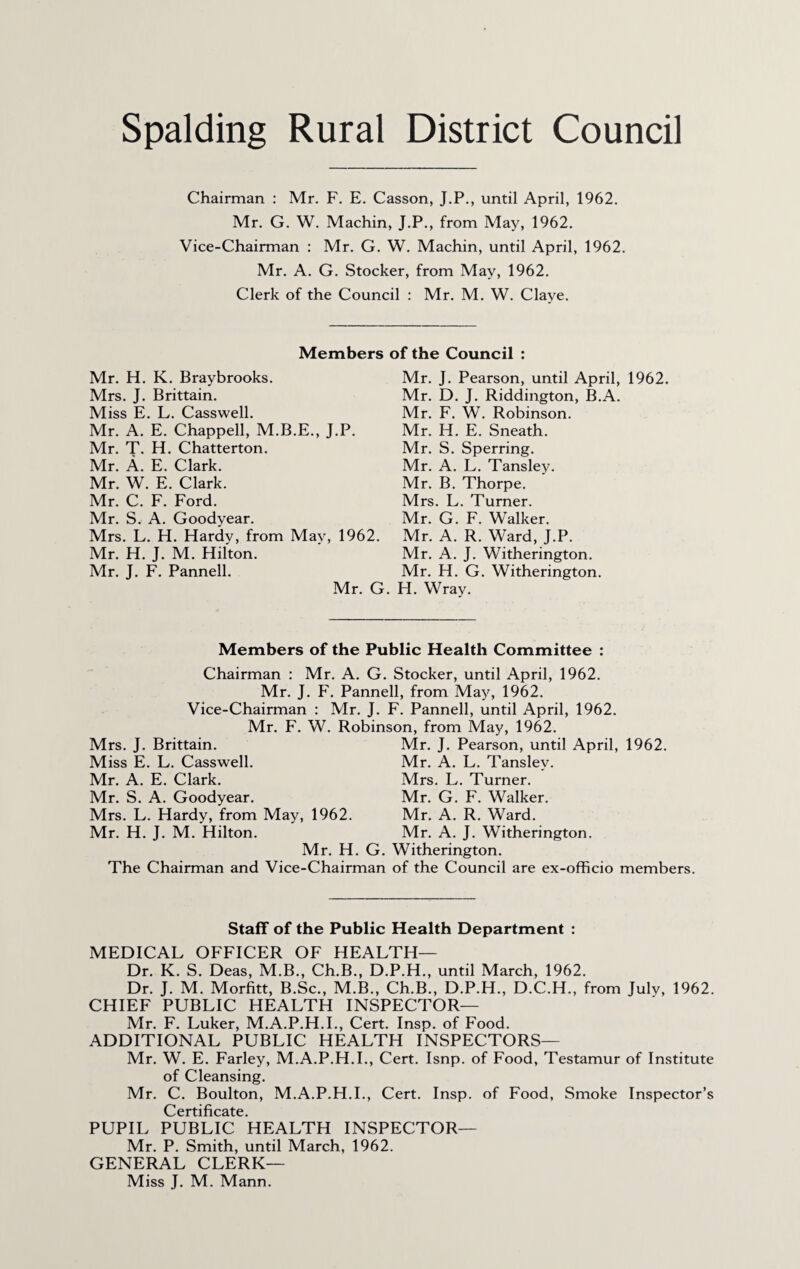 Spalding Rural District Council
Chairman : Mr. F. E. Casson, J.P., until April, 1962.
Mr. G. W. Machin, J.P., from May, 1962.
Vice-Chairman : Mr. G. W. Machin, until April, 1962.
Mr. A. G. Stocker, from May, 1962.
Clerk of the Council : Mr. M. W. Claye.
Members of the Council :
Mr. H. K. Braybrooks.
Mrs. J. Brittain.
Miss E. L. Casswell.
Mr. A. E. Chappell, M.B.E., J.P.
Mr. T. H. Chatterton.
Mr. A. E. Clark.
Mr. W. E. Clark.
Mr. C. F. Ford.
Mr. S. A. Goodyear.
Mrs. L. H. Hardy, from May, 1962.
Mr. H. J. M. Hilton.
Mr. J. F. Pannell.
Mr. J. Pearson, until April, 1962.
Mr. D. J. Riddington, B.A.
Mr. F. W. Robinson.
Mr. H. E. Sneath.
Mr. S. Sperring.
Mr. A. L. Tansley.
Mr. B. Thorpe.
Mrs. L. Turner.
Mr. G. F. Walker.
Mr. A. R. Ward, J.P.
Mr. A. J. Witherington.
Mr. H. G. Witherington.
Mr. G. H. Wray.
Members of the Public Health Committee :
Chairman : Mr. A. G. Stocker, until April, 1962.
Mr. J. F. Pannell, from May, 1962.
Vice-Chairman : Mr. J. F. Pannell, until April, 1962.
Mr. F. W. Robinson, from May, 1962.
Mrs. J. Brittain.
Miss E. L. Casswell.
Mr. A. E. Clark.
Mr. S. A. Goodyear.
Mrs. L. Hardy, from May, 1962.
Mr. H. J. M. Hilton.
Mr. J. Pearson, until April, 1962.
Mr. A. L. Tansley.
Mrs. L. Turner.
Mr. G. F. Walker.
Mr. A. R. Ward.
Mr. A. J. Witherington.
Mr. H. G. Witherington.
The Chairman and Vice-Chairman of the Council are ex-officio members.
Staff of the Public Health Department :
MEDICAL OFFICER OF HEALTH—
Dr. K. S. Deas, M.B., Ch.B., D.P.H., until March, 1962.
Dr. J. M. Morfitt, B.Sc., M.B., Ch.B., D.P.H., D.C.H., from July, 1962.
CHIEF PUBLIC HEALTH INSPECTOR—
Mr. F. Luker, M.A.P.H.I., Cert. Insp. of Food.
ADDITIONAL PUBLIC HEALTH INSPECTORS—
Mr. W. E. Farley, M.A.P.H.I., Cert. Isnp. of Food, Testamur of Institute
of Cleansing.
Mr. C. Boulton, M.A.P.H.I., Cert. Insp. of Food, Smoke Inspector's
Certificate.
PUPIL PUBLIC HEALTH INSPECTOR—
Mr. P. Smith, until March, 1962.
GENERAL CLERK—
Miss J. M. Mann.